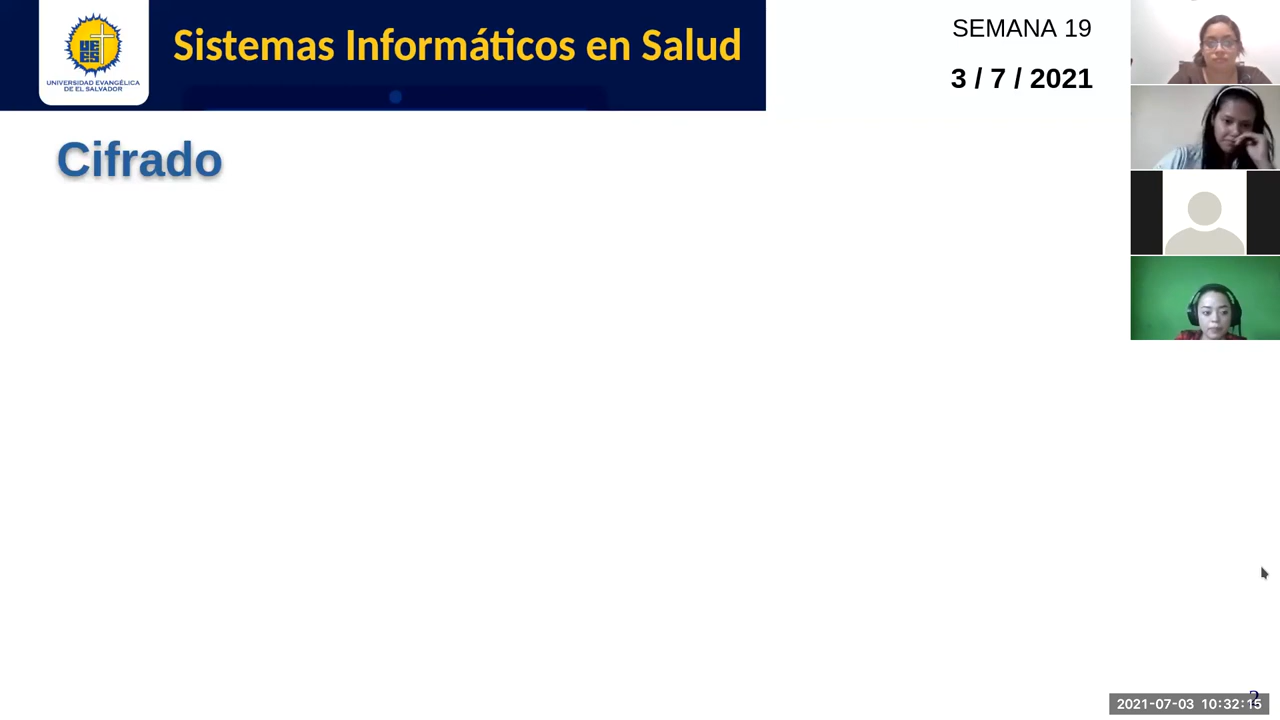 UNIVERSIDAD EVANGÉLICA
DE EL SALVADOR
Sistemas Informáticos en Salud
SEMANA 19
3 / 7 / 2021
Cifrado
2
2021-07-03 10:32:15